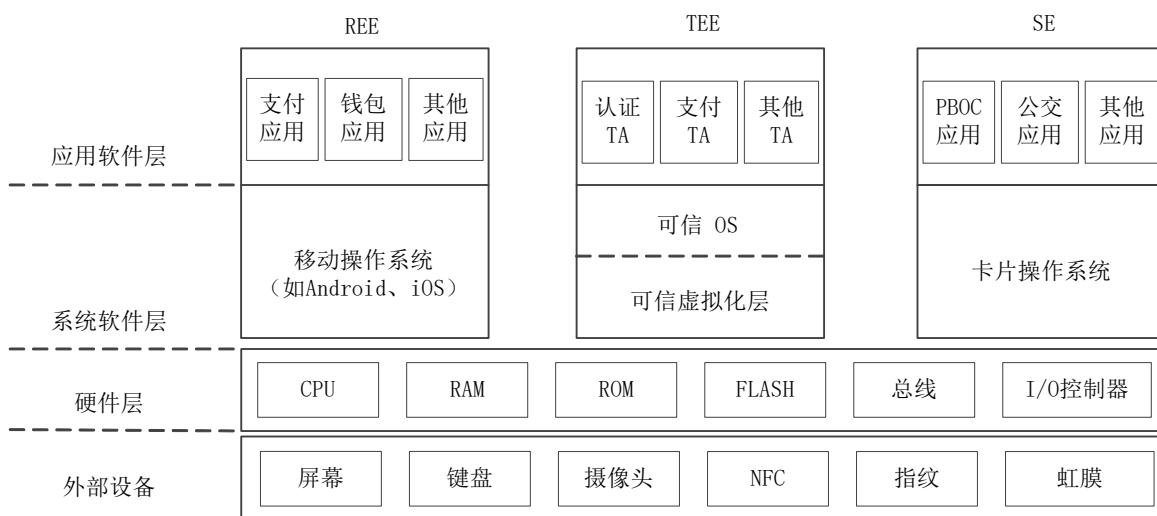 REE
TEE
SE
支付
应用
钱包
应用
其他
应用
认证
TA
支付
TA
其他
TA
PBOC
应用
公交
应用
其他
应用
应用软件层
移动操作系统
（如Android、iOS）
可信 OS
可信虚拟化层
卡片操作系统
系统软件层
硬件层
CPU
RAM
ROM
FLASH
总线
I/O控制器
外部设备
屏幕
键盘
摄像头
NFC
指纹
虹膜